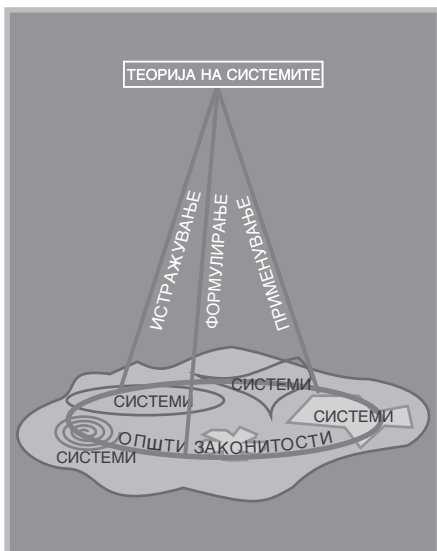 ТЕОРИЈА НА СИСТЕМИТЕ
ИСТРАЖУВАЊЕ
ФОРМУЛИРАЊЕ
ПРИМЕНУВАЊЕ
СИСТЕМИ
СИСТЕМИ
СИСТЕМИ
ОПШТИ ЗАКОНИТОСТИ
СИСТЕМИ